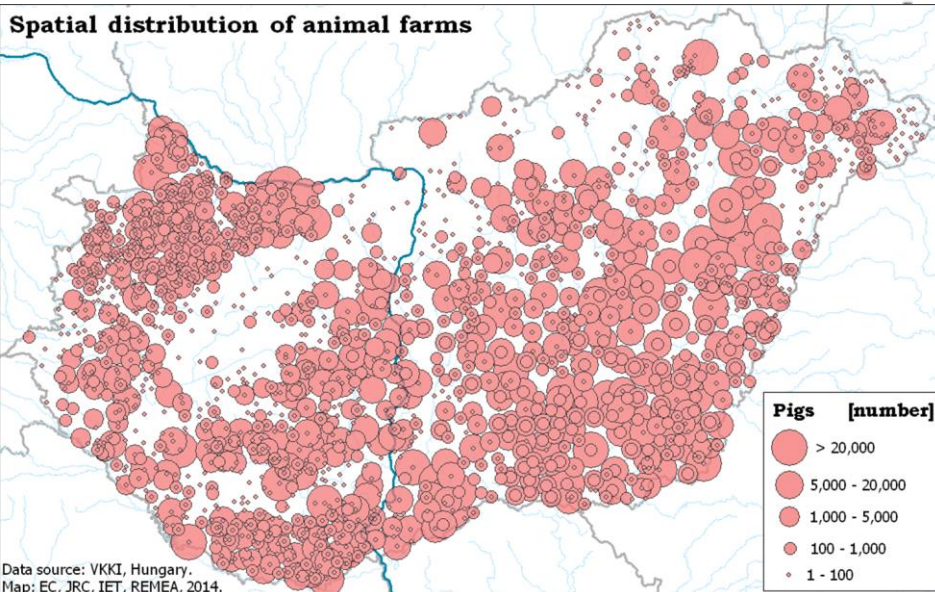 Spatial distribution of animal farms
Pigs [number]
> 20,000
5,000 - 20,000
1,000 - 5,000
100 - 1,000
1 - 100
Data source: VKKI, Hungary.
Map: EC, JRC, IET, REMEA, 2014.